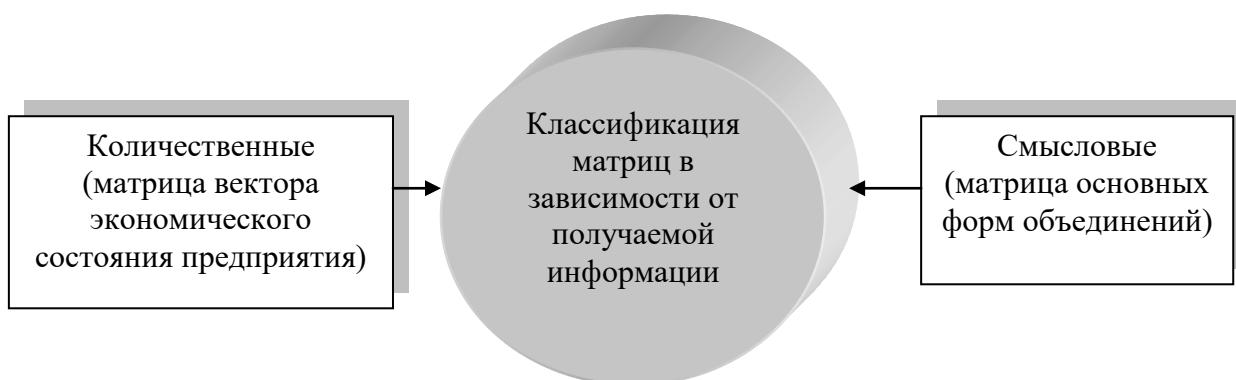 Количественные
(матрица вектора
экономического
состояния предприятия)
Классификация
матриц в
зависимости от
получаемой
информации
Смысловые
(матрица основных
форм объединений)